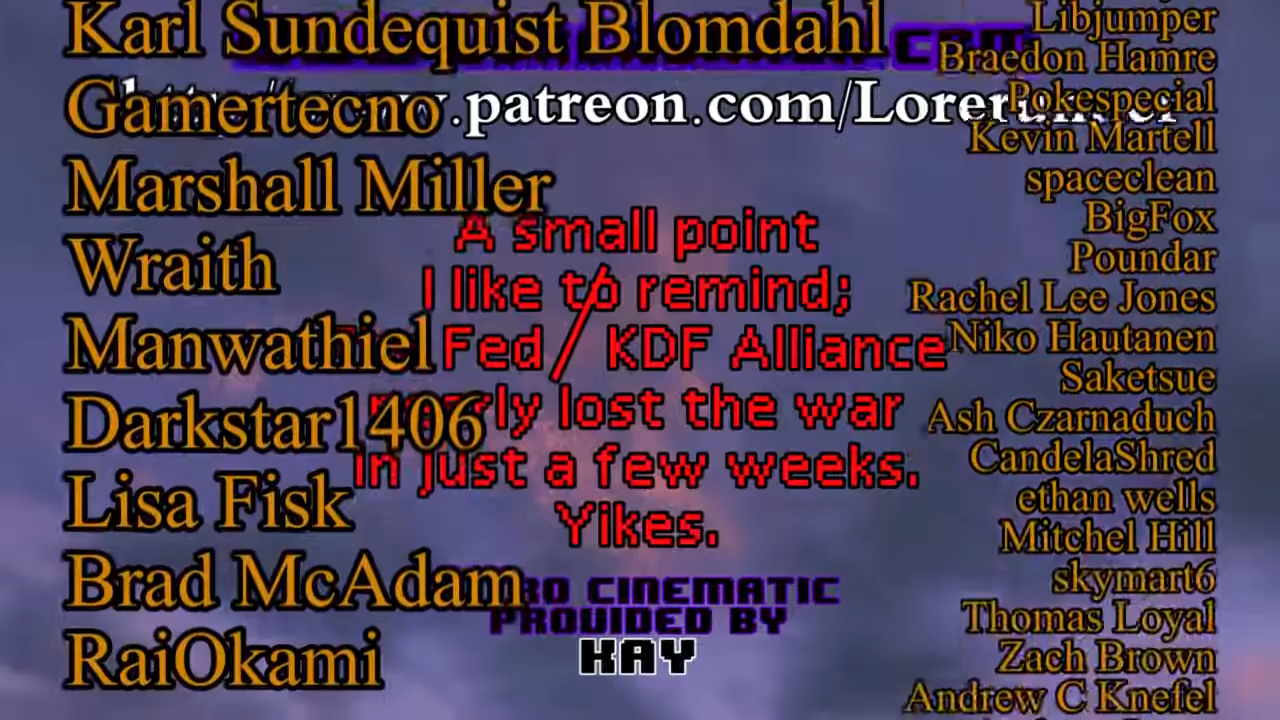 Karl Sundequist Blomdahl
Gamertecno
Marshall Miller
Wraith
Manwathiel
Darkstar1406
Lisa Fisk
Brad McAdam
RaiOkami
.patreon.com/Lorerunner
A small point
I like to remind;
Fed / KDF Alliance
nearly lost the war
in just a few weeks.
Yikes.
CINEMATIC
PROVIDED BY
KAY
Libjumper
Braedon Hamre
Pokespecial
Kevin Martell
spaceclean
BigFox
Poundar
Rachel Lee Jones
Niko Hautanen
Saketsue
Ash Czarnaduch
CandelaShred
ethan wells
Mitchel Hill
skymart6
Thomas Loyal
Zach Brown
Andrew C Knefel